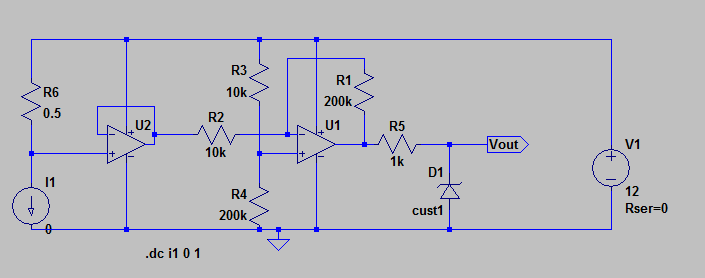 R6
0.5
I1
0
U2
R2
10k
R3
10k
R4
200k
U1
R1
200k
R5
1k
Vout
D1
cust1
V1
12
Rser=0
.dc i1 0 1